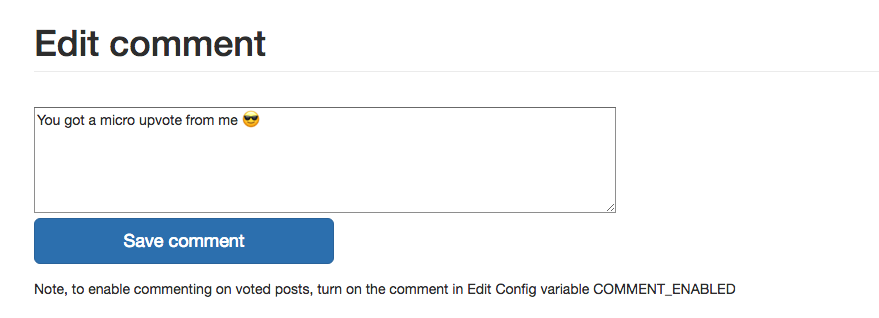 Edit comment
You got a micro upvote from me 😎
Save comment
Note, to enable commenting on voted posts, turn on the comment in Edit Config variable COMMENT_ENABLED